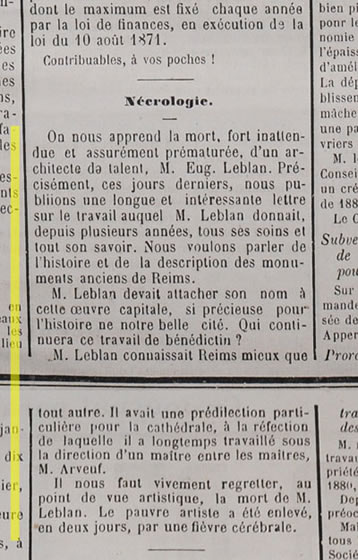 dont le maximum est fixé chaque année
par la loi de finances, en exécution de la
loi du 10 août 1871.
Contribuables, à vos poches !
Nécrologie.
On nous apprend la mort, fort inatten-
due et assurément prématurée, d'un ar-
chitecte de talent, M. Eug. Leblan. Pré-
cisément, ces jours derniers, nous pu-
bliions une longue et intéressante lettre
sur le travail auquel M. Leblan donnait,
depuis plusieurs années, tous ses soins et
tout son savoir. Nous voulons parler de
l'histoire et de la description des monu-
ments anciens de Reims.
M. Leblan devait attacher son nom à
cette œuvre capitale, si précieuse pour
l'histoire de notre belle cité. Qui conti-
nuera ce travail de bénédictin ?
M. Leblan connaissait Reims mieux que
tout autre. Il avait une prédilection parti-
culière pour la cathédrale, à la réfection
de laquelle il a longtemps travaillé sous
la direction d'un maître entre les maîtres,
M. Arveuf.
Il nous faut vivement regretter, au
point de vue artistique, la mort de M.
Leblan. Le pauvre artiste a été enlevé,
en deux jours, par une fièvre cérébrale.